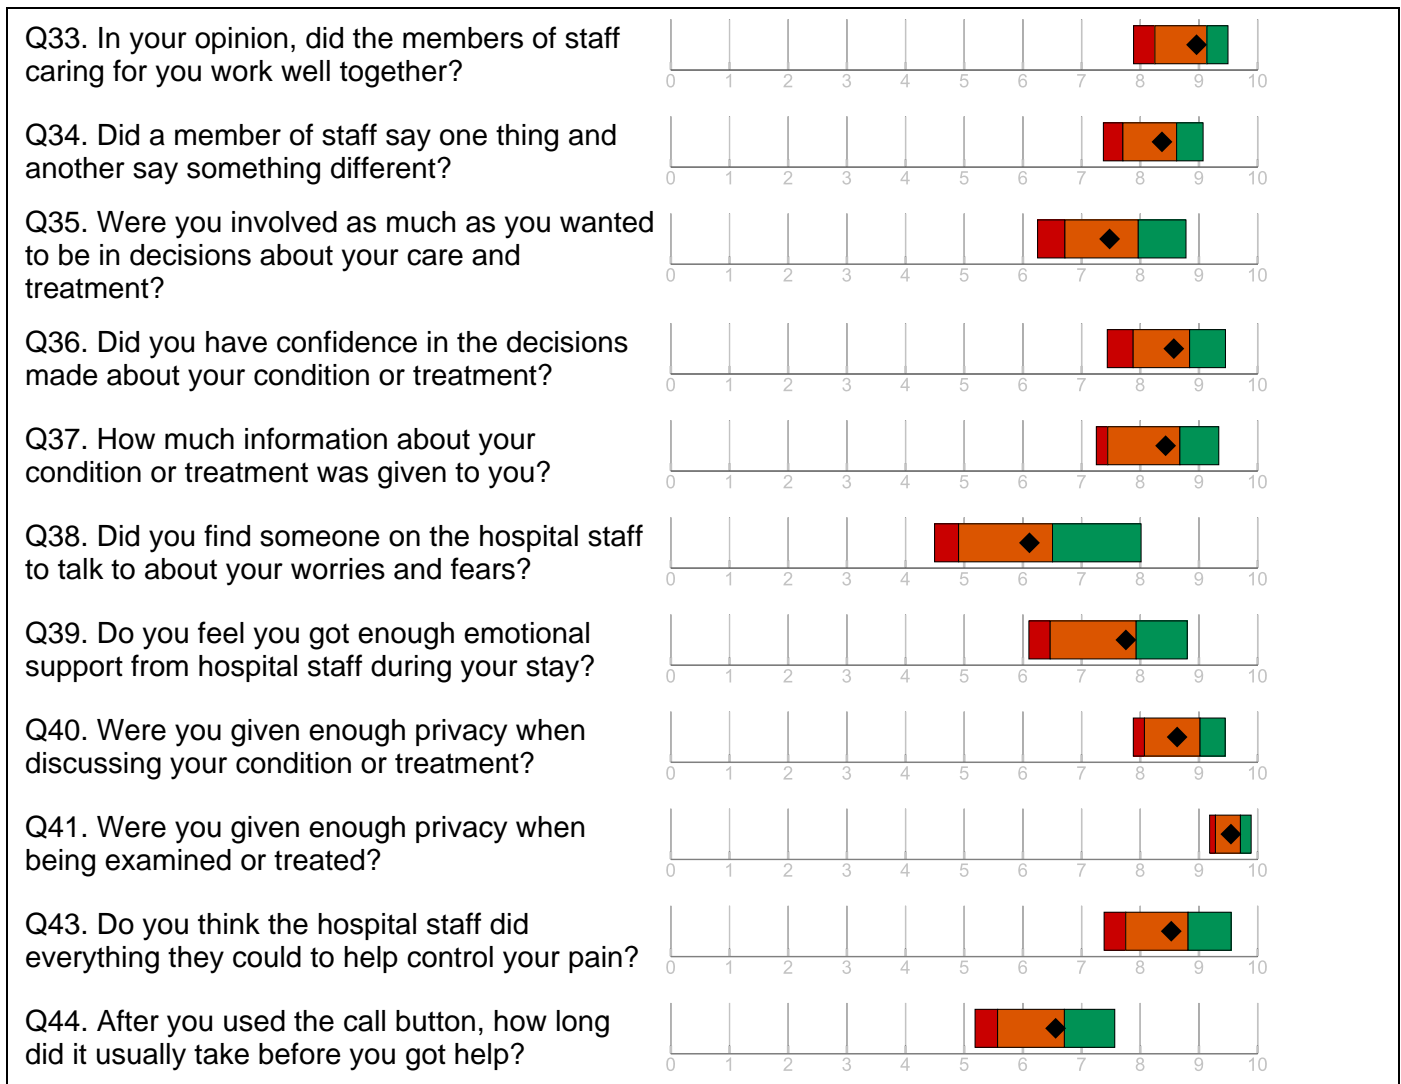 Q33. In your opinion, did the members of staff
caring for you work well together?
0 1 2 3 4 5 6 7 8 9 10
Q34. Did a member of staff say one thing and
another say something different?
0 1 2 3 4 5 6 7 8 9 10
Q35. Were you involved as much as you wanted
to be in decisions about your care and
treatment?
0 1 2 3 4 5 6 7 8 9 10
Q36. Did you have confidence in the decisions
made about your condition or treatment?
0 1 2 3 4 5 6 7 8 9 10
Q37. How much information about your
condition or treatment was given to you?
0 1 2 3 4 5 6 7 8 9 10
Q38. Did you find someone on the hospital staff
to talk to about your worries and fears?
0 1 2 3 4 5 6 7 8 9 10
Q39. Do you feel you got enough emotional
support from hospital staff during your stay?
0 1 2 3 4 5 6 7 8 9 10
Q40. Were you given enough privacy when
discussing your condition or treatment?
0 1 2 3 4 5 6 7 8 9 10
Q41. Were you given enough privacy when
being examined or treated?
0 1 2 3 4 5 6 7 8 9 10
Q43. Do you think the hospital staff did
everything they could to help control your pain?
0 1 2 3 4 5 6 7 8 9 10
Q44. After you used the call button, how long
did it usually take before you got help?
0 1 2 3 4 5 6 7 8 9 10